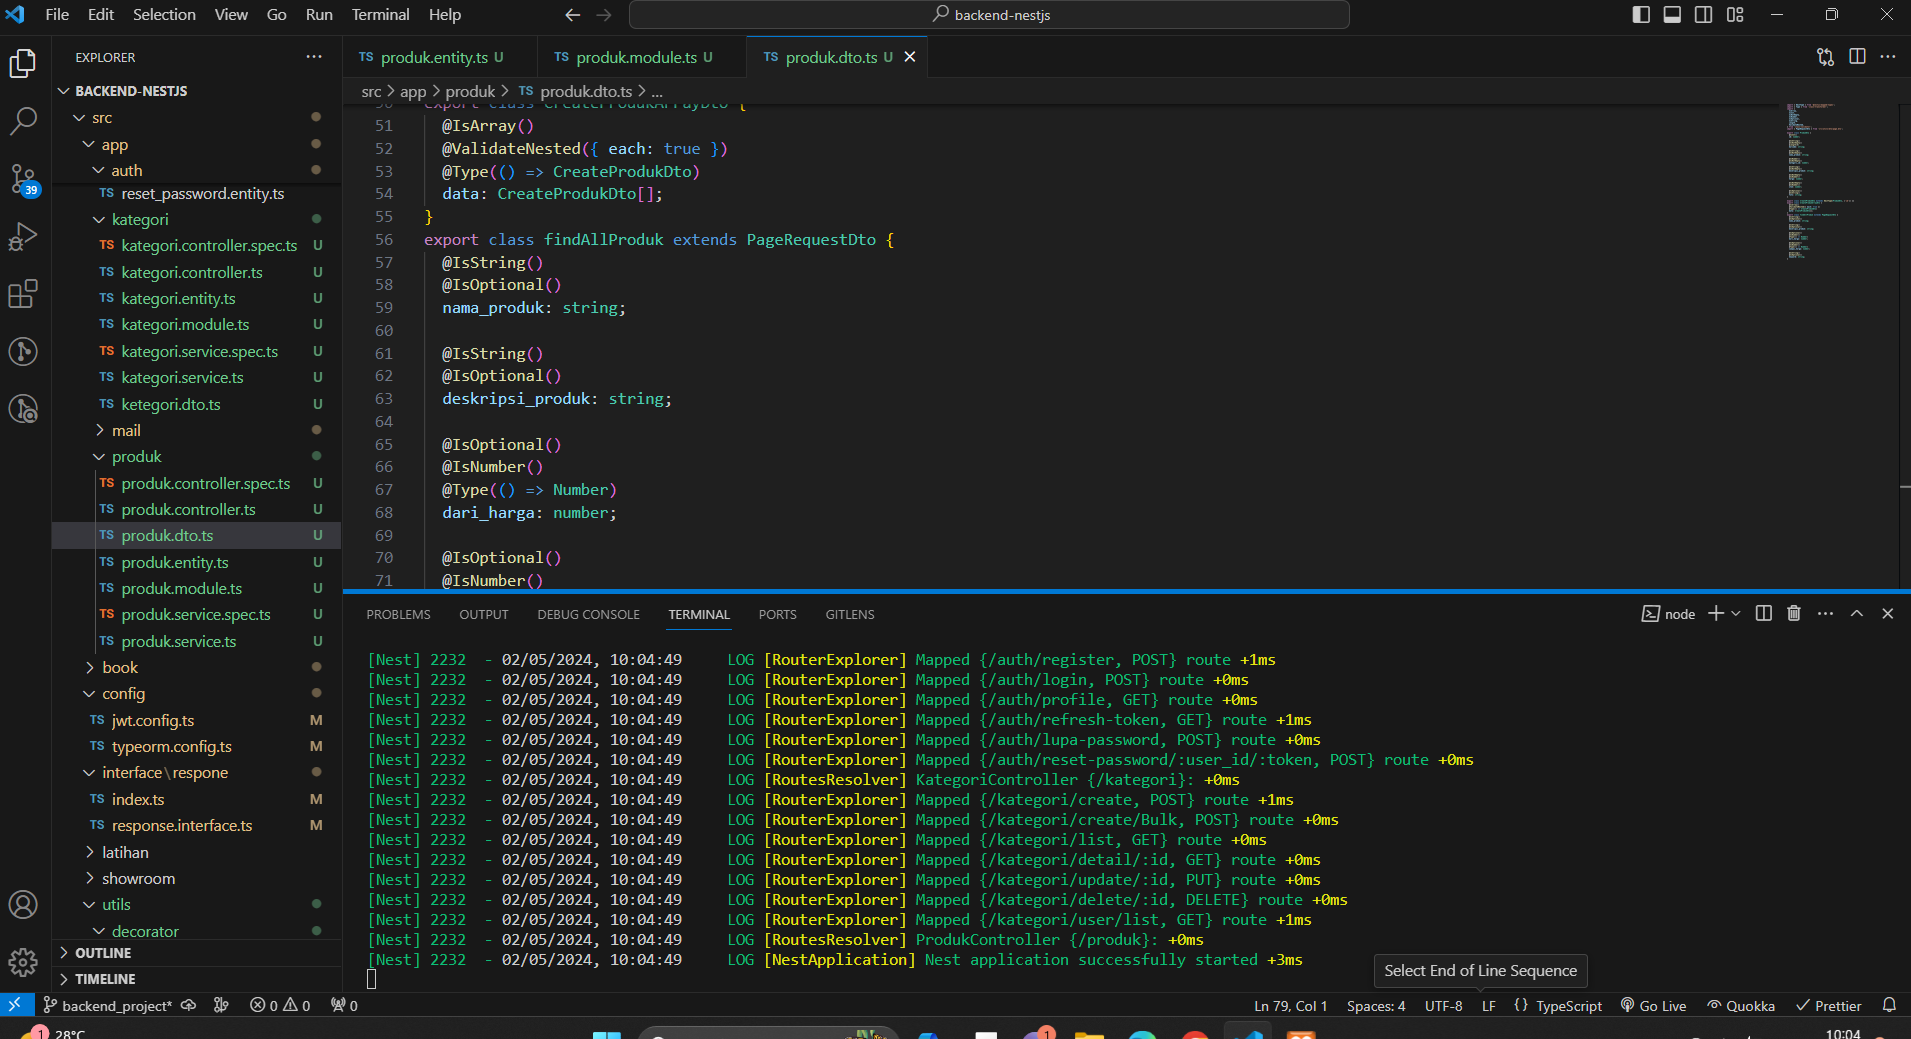 File Edit Selection View Go Run Terminal Help
backend-nestjs
EXPLORER
BACKEND-NESTJS
src
app
auth
reset_password.entity.ts
kategori
kategori.controller.spec.ts U
kategori.controller.ts U
kategori.entity.ts U
kategori.module.ts U
kategori.service.spec.ts U
kategori.service.ts U
ketegori.dto.ts U
mail
produk
produk.controller.spec.ts U
produk.controller.ts U
produk.dto.ts U
produk.entity.ts U
produk.module.ts U
produk.service.spec.ts U
produk.service.ts U
book
config
jwt.config.ts M
typeorm.config.ts M
interface\respone
index.ts M
response.interface.ts M
latihan
showroom
utils
decorator
OUTLINE
TIMELINE
39
TS produk.entity.ts U TS produk.module.ts U TS produk.dto.ts U
src > app > produk > TS produk.dto.ts > ...
50 export class CreateProdukArrayDto {
51 @IsArray()
52 @ValidateNested({ each: true })
53 @Type(() => CreateProdukDto)
54 data: CreateProdukDto[];
55 }
56 export class findAllProduk extends PageRequestDto {
57 @IsString()
58 @IsOptional()
59 nama_produk: string;
60
61 @IsString()
62 @IsOptional()
63 deskripsi_produk: string;
64
65 @IsOptional()
66 @IsNumber()
67 @Type(() => Number)
68 dari_harga: number;
69
70 @IsOptional()
71 @IsNumber()
PROBLEMS OUTPUT DEBUG CONSOLE TERMINAL PORTS GITLENS
node
[Nest] 2232 - 02/05/2024, 10:04:49 LOG [RouterExplorer] Mapped {/auth/register, POST} route +1ms
[Nest] 2232 - 02/05/2024, 10:04:49 LOG [RouterExplorer] Mapped {/auth/login, POST} route +0ms
[Nest] 2232 - 02/05/2024, 10:04:49 LOG [RouterExplorer] Mapped {/auth/profile, GET} route +0ms
[Nest] 2232 - 02/05/2024, 10:04:49 LOG [RouterExplorer] Mapped {/auth/refresh-token, GET} route +1ms
[Nest] 2232 - 02/05/2024, 10:04:49 LOG [RouterExplorer] Mapped {/auth/lupa-password, POST} route +0ms
[Nest] 2232 - 02/05/2024, 10:04:49 LOG [RouterExplorer] Mapped {/auth/reset-password/:user_id/:token, POST} route +0ms
[Nest] 2232 - 02/05/2024, 10:04:49 LOG [RoutesResolver] KategoriController {/kategori}: +0ms
[Nest] 2232 - 02/05/2024, 10:04:49 LOG [RouterExplorer] Mapped {/kategori/create, POST} route +1ms
[Nest] 2232 - 02/05/2024, 10:04:49 LOG [RouterExplorer] Mapped {/kategori/create/Bulk, POST} route +0ms
[Nest] 2232 - 02/05/2024, 10:04:49 LOG [RouterExplorer] Mapped {/kategori/list, GET} route +0ms
[Nest] 2232 - 02/05/2024, 10:04:49 LOG [RouterExplorer] Mapped {/kategori/detail/:id, GET} route +0ms
[Nest] 2232 - 02/05/2024, 10:04:49 LOG [RouterExplorer] Mapped {/kategori/update/:id, PUT} route +0ms
[Nest] 2232 - 02/05/2024, 10:04:49 LOG [RouterExplorer] Mapped {/kategori/delete/:id, DELETE} route +0ms
[Nest] 2232 - 02/05/2024, 10:04:49 LOG [RouterExplorer] Mapped {/kategori/user/list, GET} route +1ms
[Nest] 2232 - 02/05/2024, 10:04:49 LOG [RoutesResolver] ProdukController {/produk}: +0ms
[Nest] 2232 - 02/05/2024, 10:04:49 LOG [NestApplication] Nest application successfully started +3ms
Select End of Line Sequence
backend_project* 0 0 0 Ln 79, Col 1 Spaces: 4 UTF-8 LF {} TypeScript Go Live Quokka Prettier
1 28°C 1 10:04